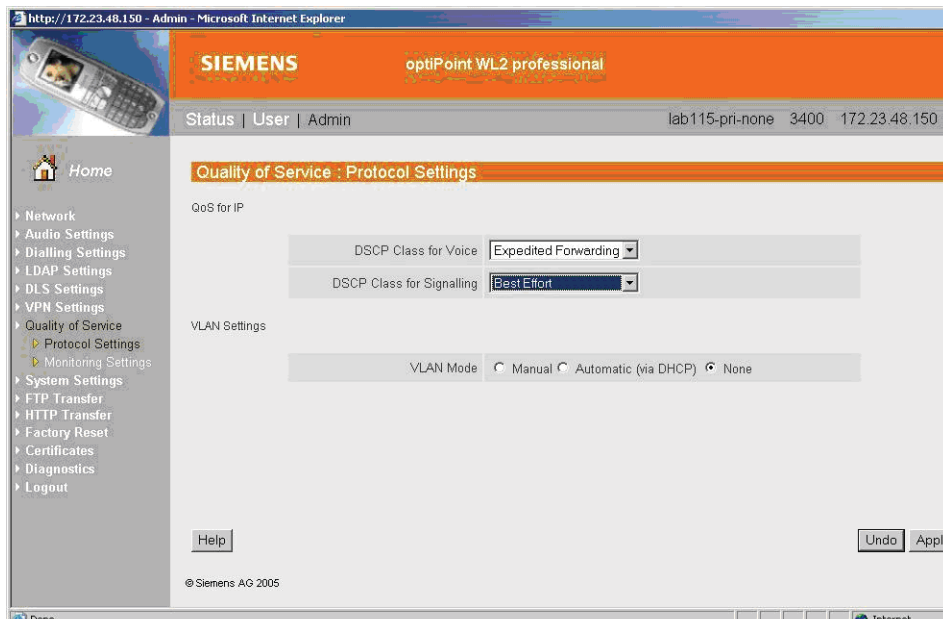 http://172.23.48.150 - Admin - Microsoft Internet Explorer
SIEMENS optiPoint WL2 professional
Status | User | Admin lab115-pri-none 3400 172.23.48.150
Home
Network
Audio Settings
Dialling Settings
LDAP Settings
DLS Settings
VPN Settings
Quality of Service
Protocol Settings
Monitoring Settings
System Settings
FTP Transfer
HTTP Transfer
Factory Reset
Certificates
Diagnostics
Logout
Quality of Service : Protocol Settings
QoS for IP
DSCP Class for Voice Expedited Forwarding
DSCP Class for Signalling Best Effort
VLAN Settings
VLAN Mode Manual Automatic (via DHCP) None
Help Undo Appl
© Siemens AG 2005